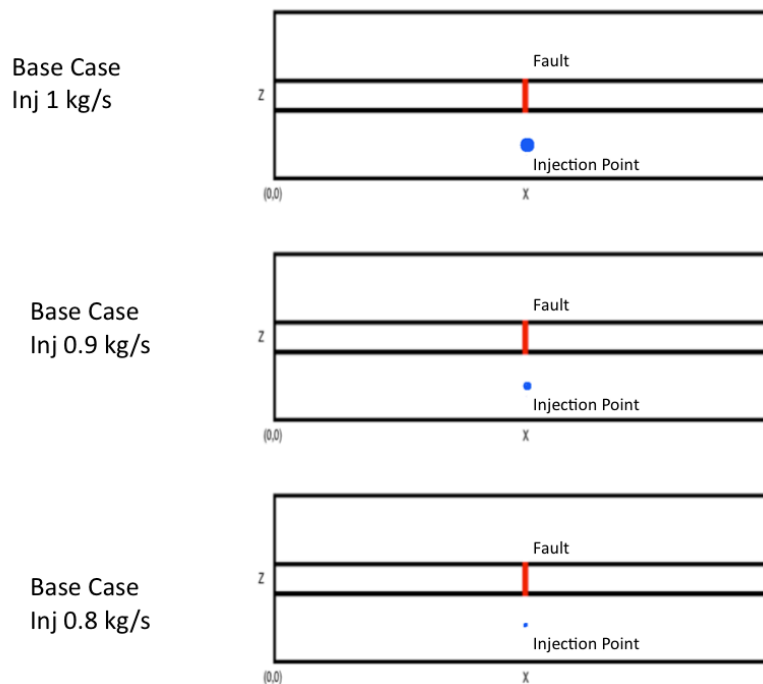 Base Case
Inj 1 kg/s
Fault
Z
Injection Point
(0,0)
X
Base Case
Inj 0.9 kg/s
Fault
Z
Injection Point
(0,0)
X
Base Case
Inj 0.8 kg/s
Fault
Z
Injection Point
(0,0)
X